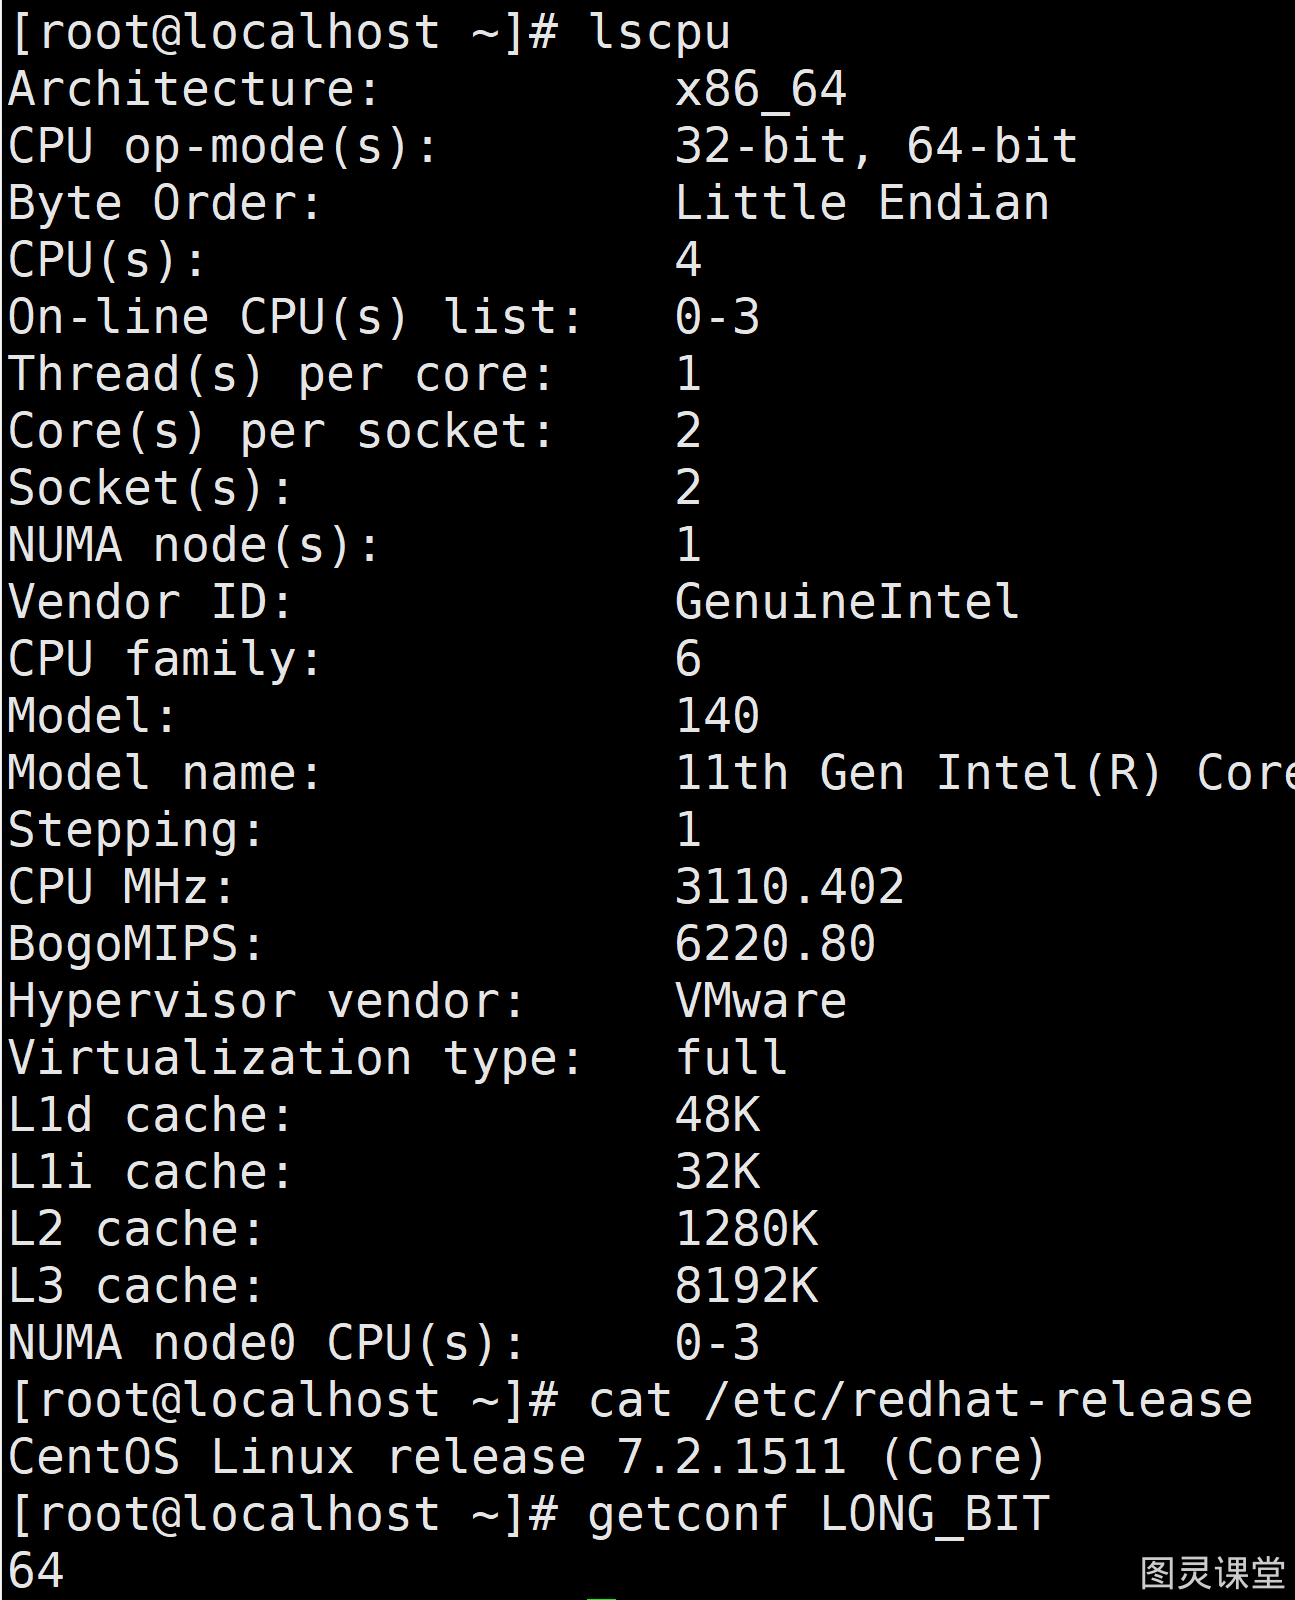 [root@localhost ~]# lscpu
Architecture:          x86_64
CPU op-mode(s):        32-bit, 64-bit
Byte Order:            Little Endian
CPU(s):                4
On-line CPU(s) list:   0-3
Thread(s) per core:    1
Core(s) per socket:    2
Socket(s):             2
NUMA node(s):          1
Vendor ID:             GenuineIntel
CPU family:            6
Model:                 140
Model name:            11th Gen Intel(R) Core
Stepping:              1
CPU MHz:               3110.402
BogoMIPS:              6220.80
Hypervisor vendor:     VMware
Virtualization type:   full
L1d cache:             48K
L1i cache:             32K
L2 cache:              1280K
L3 cache:              8192K
NUMA node0 CPU(s):     0-3
[root@localhost ~]# cat /etc/redhat-release
CentOS Linux release 7.2.1511 (Core)
[root@localhost ~]# getconf LONG_BIT
64
图灵课堂